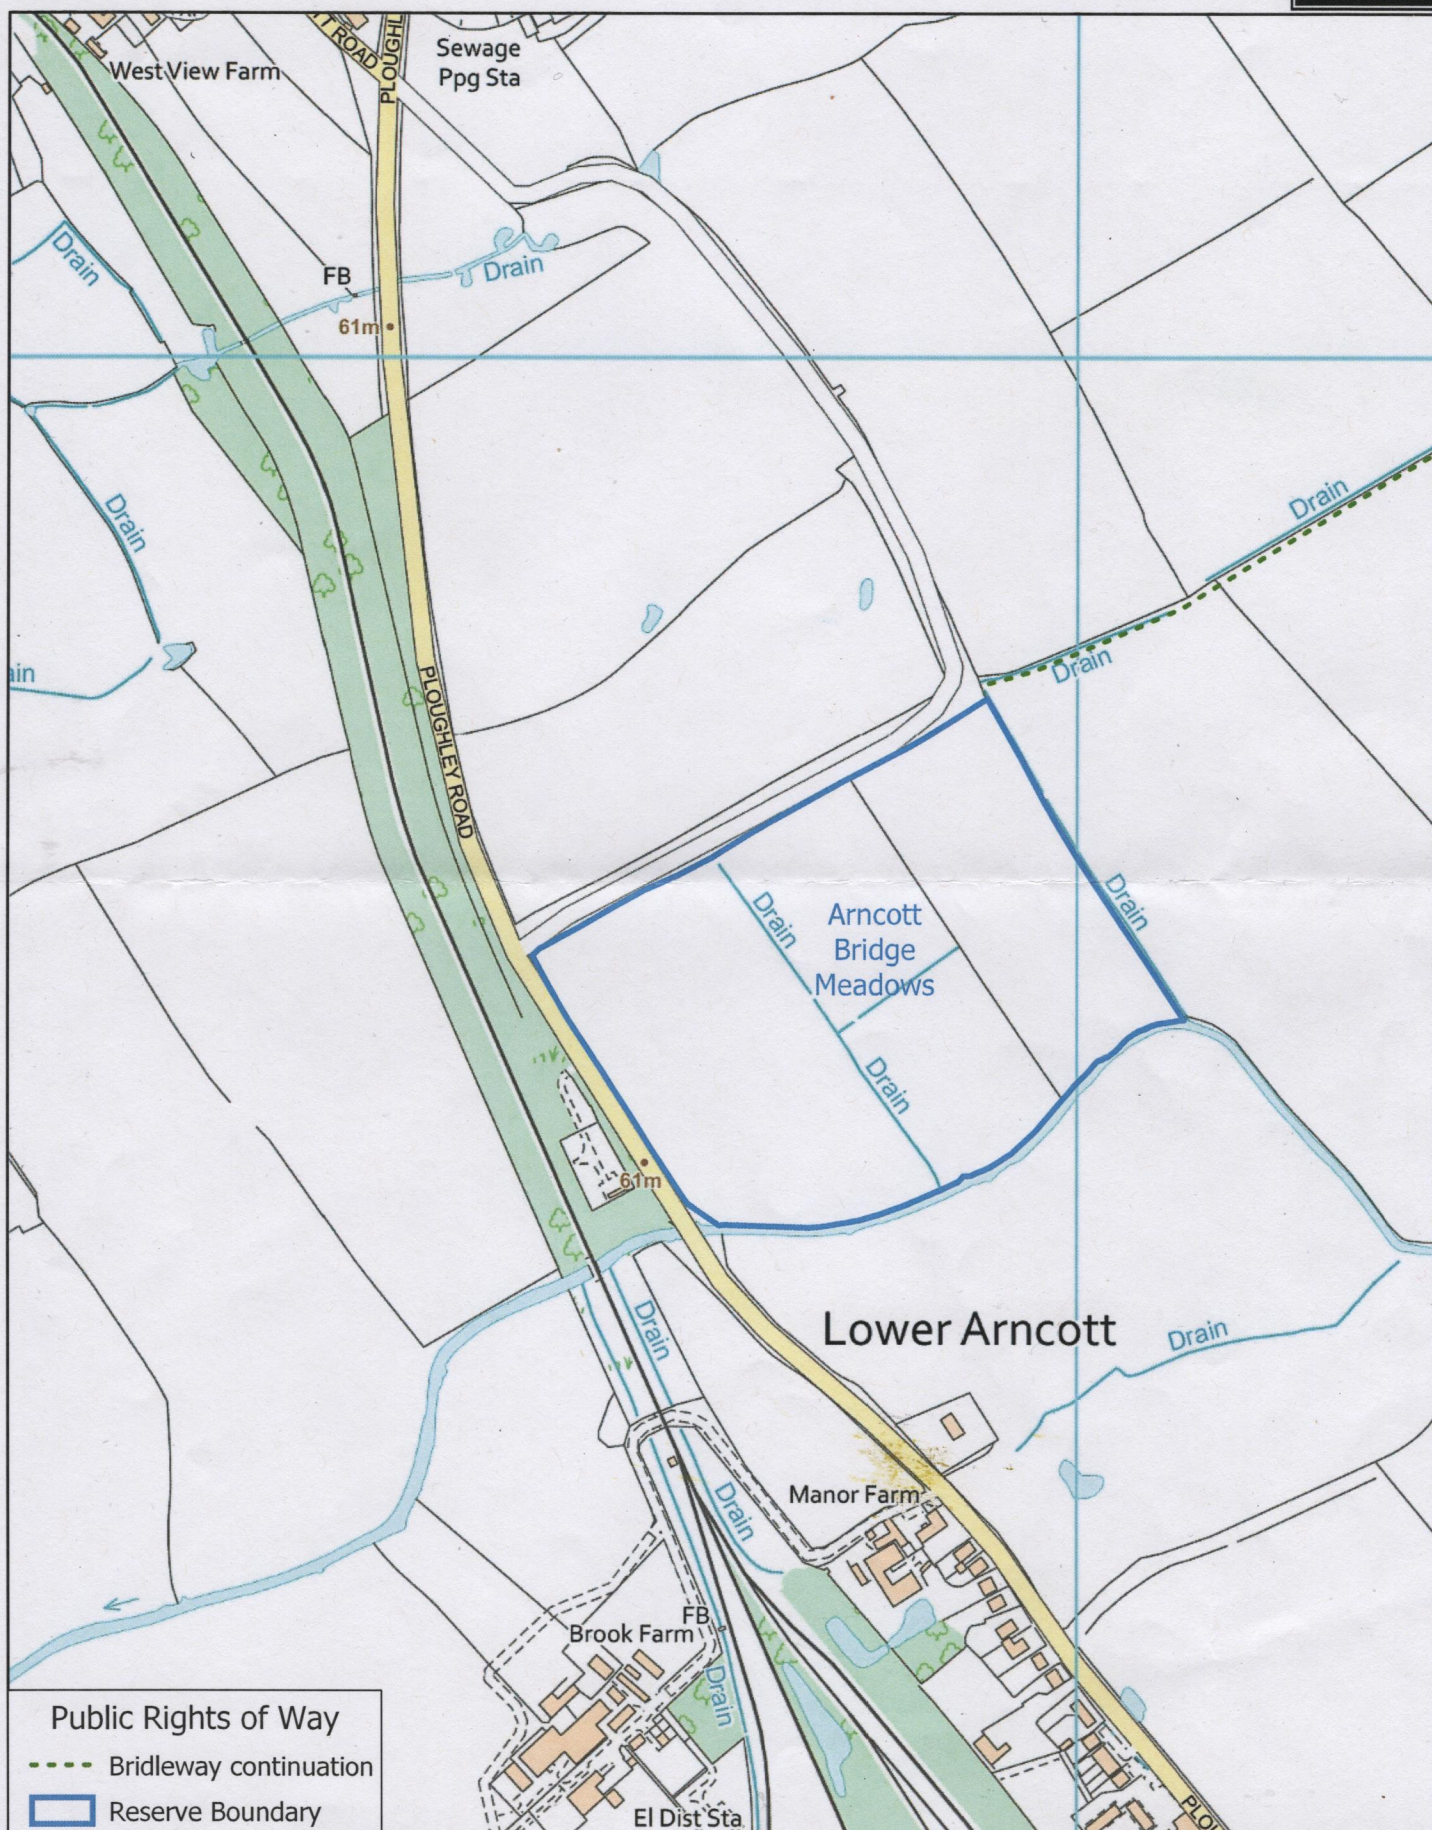 TT ROAD
PLOUGHL
Sewage
Ppg Sta
West View Farm
Drain
FB
Drain
61m
Drain
Drain
Drain
ain
PLOUGHLEY ROAD
Drain
Arncott
Bridge
Meadows
Drain
Drain
61m
Lower Arncott
Drain
Drain
Manor Farm
Drain
FB
Brook Farm
Drain
El Dist Sta
PLOU
Public Rights of Way
Bridleway continuation
Reserve Boundary